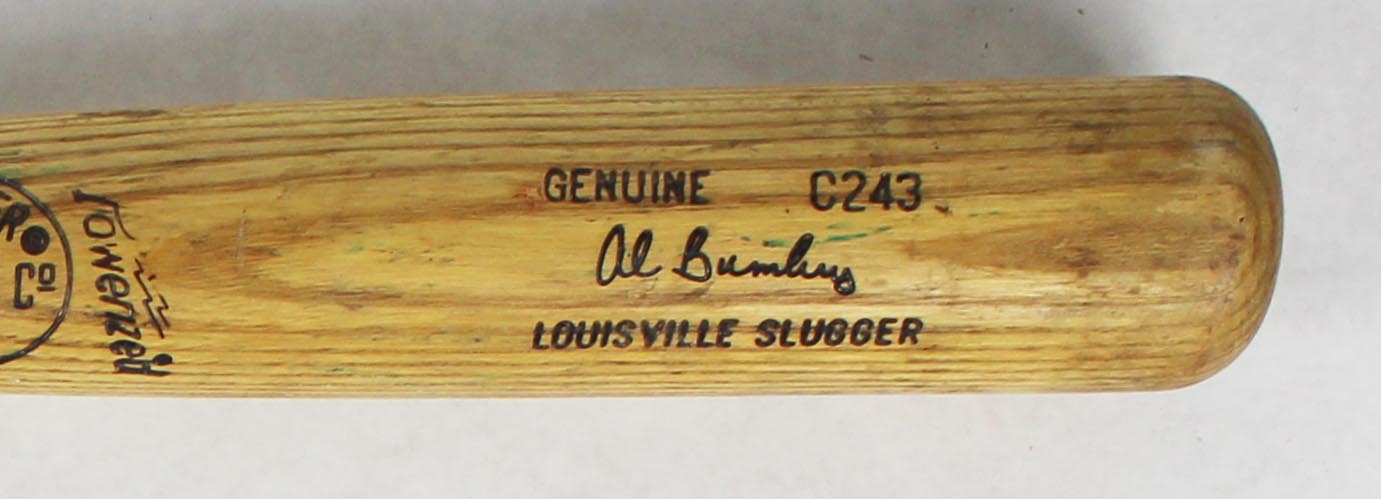 GENUINE C243
Al Bumbry
LOUISVILLE SLUGGER
Powerized